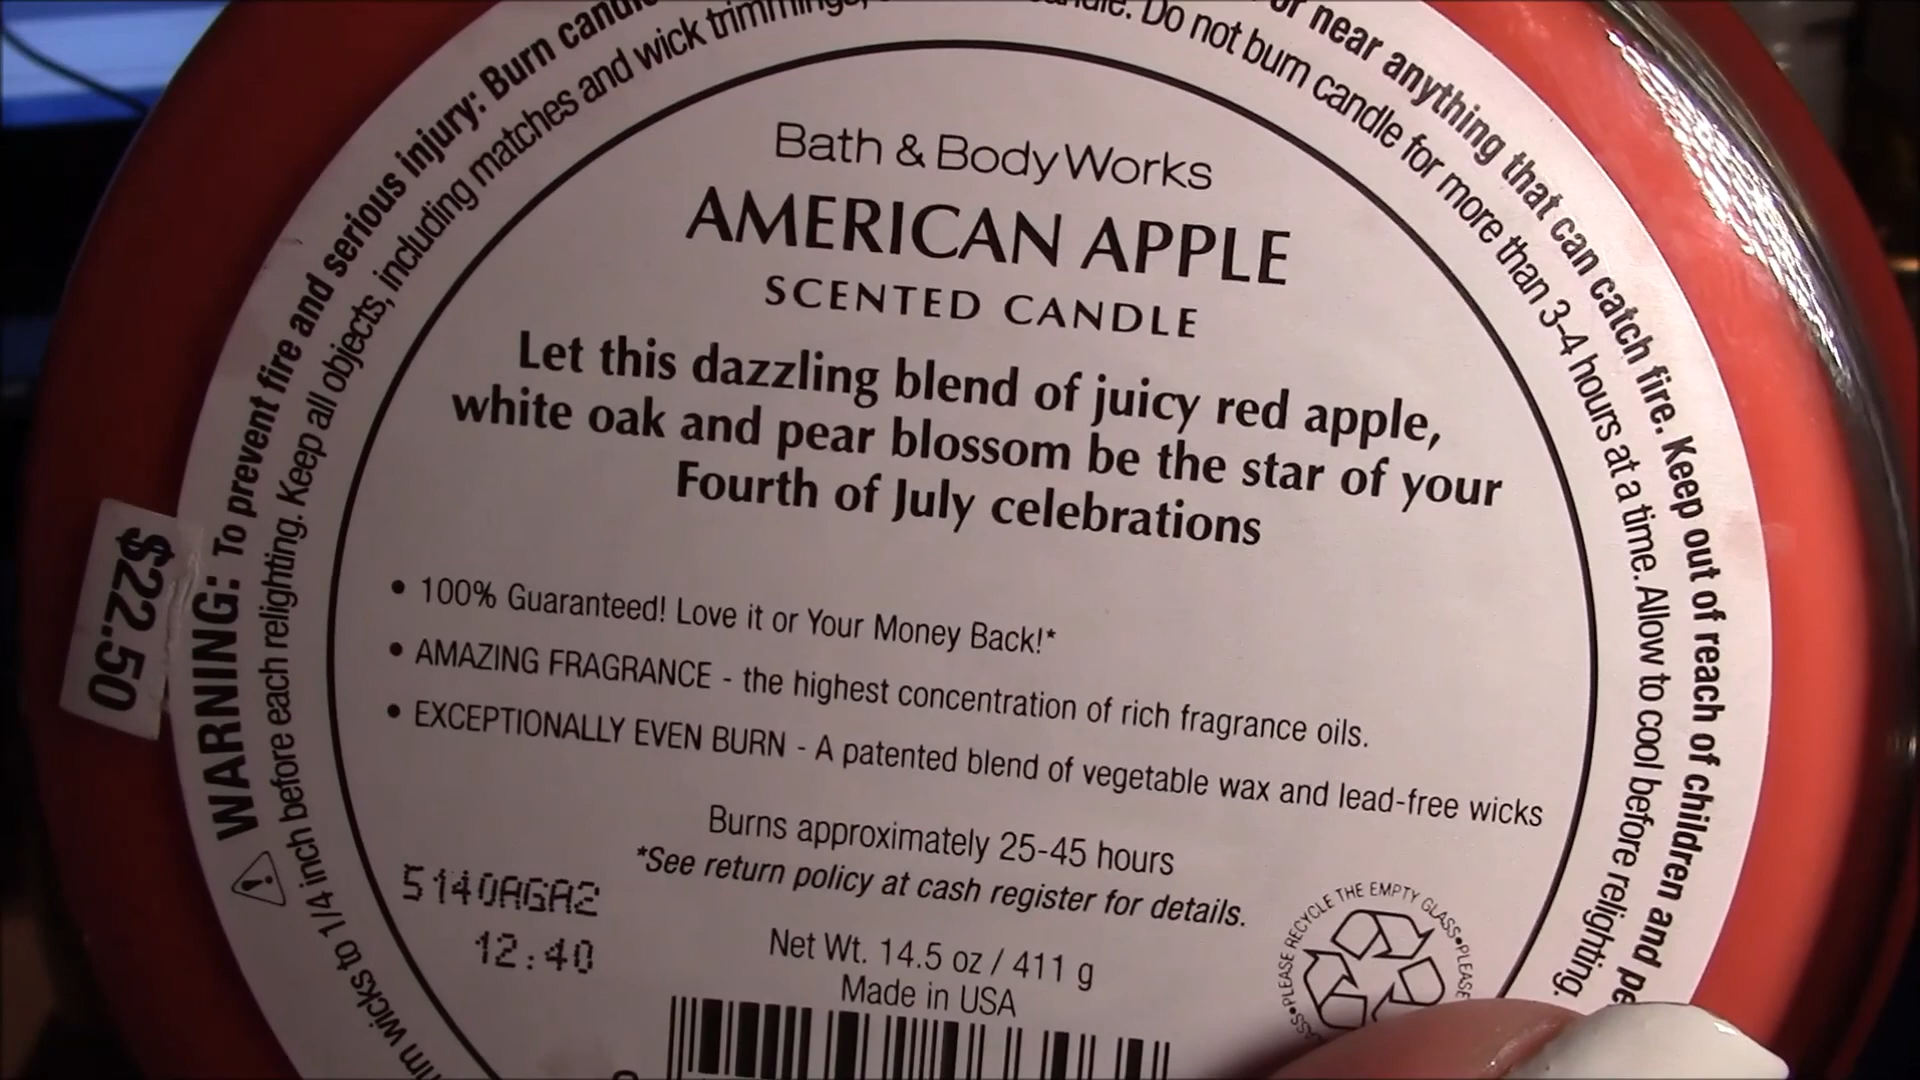 Bath & Body Works
AMERICAN APPLE
SCENTED CANDLE
Let this dazzling blend of juicy red apple,
white oak and pear blossom be the star of your
Fourth of July celebrations
• 100% Guaranteed! Love it or Your Money Back!*
• AMAZING FRAGRANCE - the highest concentration of rich fragrance oils.
• EXCEPTIONALLY EVEN BURN - A patented blend of vegetable wax and lead-free wicks
Burns approximately 25-45 hours
*See return policy at cash register for details.
Net Wt. 14.5 oz / 411 g
Made in USA
5140AGA2
12:40
PLEASE RECYCLE THE EMPTY GLASS•PLEASE
$22.50
⚠ WARNING: To prevent fire and serious injury: Burn
or near anything that can catch fire. Keep out of reach of children and
wicks to 1/4 inch before each relighting. Keep all objects, including matches and wick trimmings,
Do not burn candle for more than 3-4 hours at a time. Allow to cool before relighting.